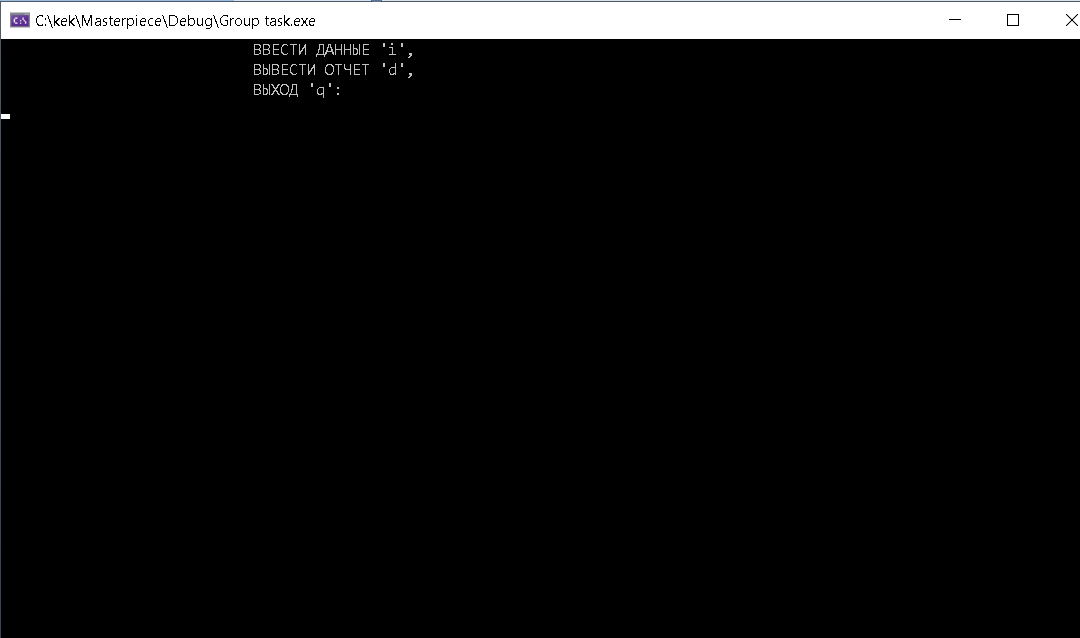 C:\kek\Masterpiece\Debug\Group task.exe
ВВЕСТИ ДАННЫЕ 'i',
ВЫВЕСТИ ОТЧЕТ 'd',
ВЫХОД 'q':